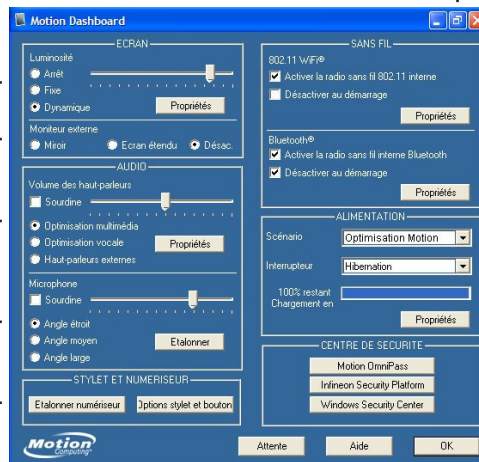 Motion Dashboard
ECRAN
Luminosité
Arrêt
Fixe
Dynamique
Propriétés
Moniteur externe
Miroir
Ecran étendu
Désac.
AUDIO
Volume des haut-parleurs
Sourdine
Optimisation multimédia
Optimisation vocale
Propriétés
Haut-parleurs externes
Microphone
Sourdine
Angle étroit
Angle moyen
Etalonner
Angle large
STYLET ET NUMERISEUR
Etalonner numériseur
Options stylet et bouton
SANS FIL
802.11 WiFi®
Activer la radio sans fil 802.11 interne
Désactiver au démarrage
Propriétés
Bluetooth®
Activer la radio sans fil interne Bluetooth
Désactiver au démarrage
Propriétés
ALIMENTATION
Scénario
Optimisation Motion
Interrupteur
Hibernation
100% restant
Chargement en
Propriétés
CENTRE DE SECURITE
Motion OmniPass
Infineon Security Platform
Windows Security Center
Motion
Computing
Attente
Aide
OK